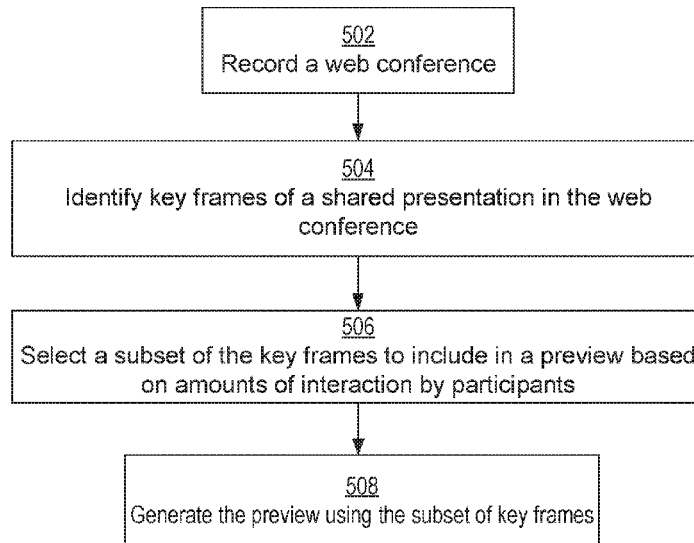 502
Record a web conference
504
Identify key frames of a shared presentation in the web
conference
506
Select a subset of the key frames to include in a preview based
on amounts of interaction by participants
508
Generate the preview using the subset of key frames